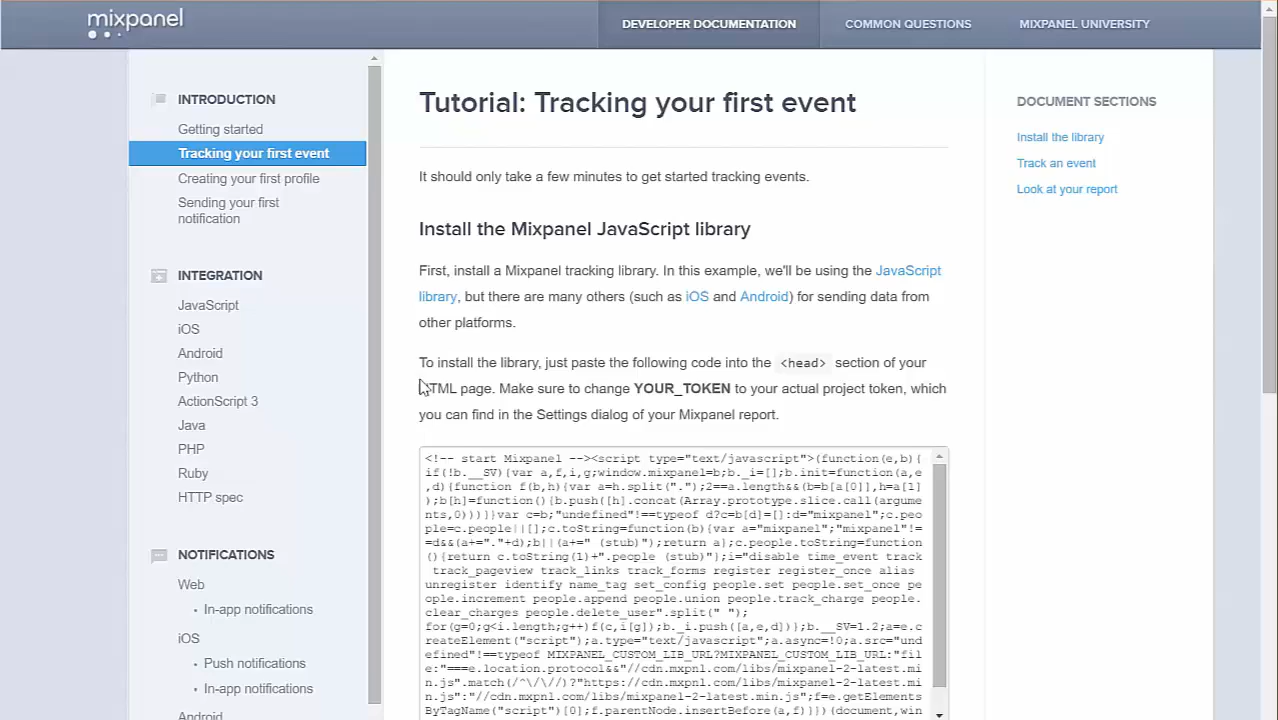 mixpanel
DEVELOPER DOCUMENTATION
COMMON QUESTIONS
MIXPANEL UNIVERSITY
INTRODUCTION
Getting started
Tracking your first event
Creating your first profile
Sending your first
notification
INTEGRATION
JavaScript
iOS
Android
Python
ActionScript 3
Java
PHP
Ruby
HTTP spec
NOTIFICATIONS
Web
• In-app notifications
iOS
• Push notifications
• In-app notifications
Android
Tutorial: Tracking your first event
It should only take a few minutes to get started tracking events.
Install the Mixpanel JavaScript library
First, install a Mixpanel tracking library. In this example, we'll be using the JavaScript
library, but there are many others (such as iOS and Android) for sending data from
other platforms.
To install the library, just paste the following code into the <head> section of your
HTML page. Make sure to change YOUR_TOKEN to your actual project token, which
you can find in the Settings dialog of your Mixpanel report.
<!-- start Mixpanel --><script type="text/javascript">(function(e,b){
if(!b.__SV){var a,f,i,g;window.mixpanel=b;b._i=[];b.init=function(a,e
,d){function f(b,h){var a=h.split(".");2==a.length&&(b=b[a[0]],h=a[1]
);b[h]=function(){b.push([h].concat(Array.prototype.slice.call(argume
nts,0)))}}var c=b;"undefined"!==typeof d?c=b[d]=[]:d="mixpanel";c.peo
ple=c.people||[];c.toString=function(b){var a="mixpanel";"mixpanel"!=
=d&&(a+="."+d);b||(a+=" (stub)");return a};c.people.toString=function
(){return c.toString(1)+".people (stub)"};i="disable time_event track
track_pageview track_links track_forms register register_once alias
unregister identify name_tag set_config people.set people.set_once pe
ople.increment people.append people.union people.track_charge people.
clear_charges people.delete_user".split(" ");
for(g=0;g<i.length;g++)f(c,i[g]);b._i.push([a,e,d])};b.__SV=1.2;a=e.c
reateElement("script");a.type="text/javascript";a.async=!0;a.src="und
efined"!==typeof MIXPANEL_CUSTOM_LIB_URL?MIXPANEL_CUSTOM_LIB_URL:"fil
e:"===e.location.protocol&&"//cdn.mxpnl.com/libs/mixpanel-2-latest.mi
n.js".match(/^\/\//)?"https://cdn.mxpnl.com/libs/mixpanel-2-latest.mi
n.js":"//cdn.mxpnl.com/libs/mixpanel-2-latest.min.js";f=e.getElements
ByTagName("script")[0];f.parentNode.insertBefore(a,f)}})(document,win
DOCUMENT SECTIONS
Install the library
Track an event
Look at your report